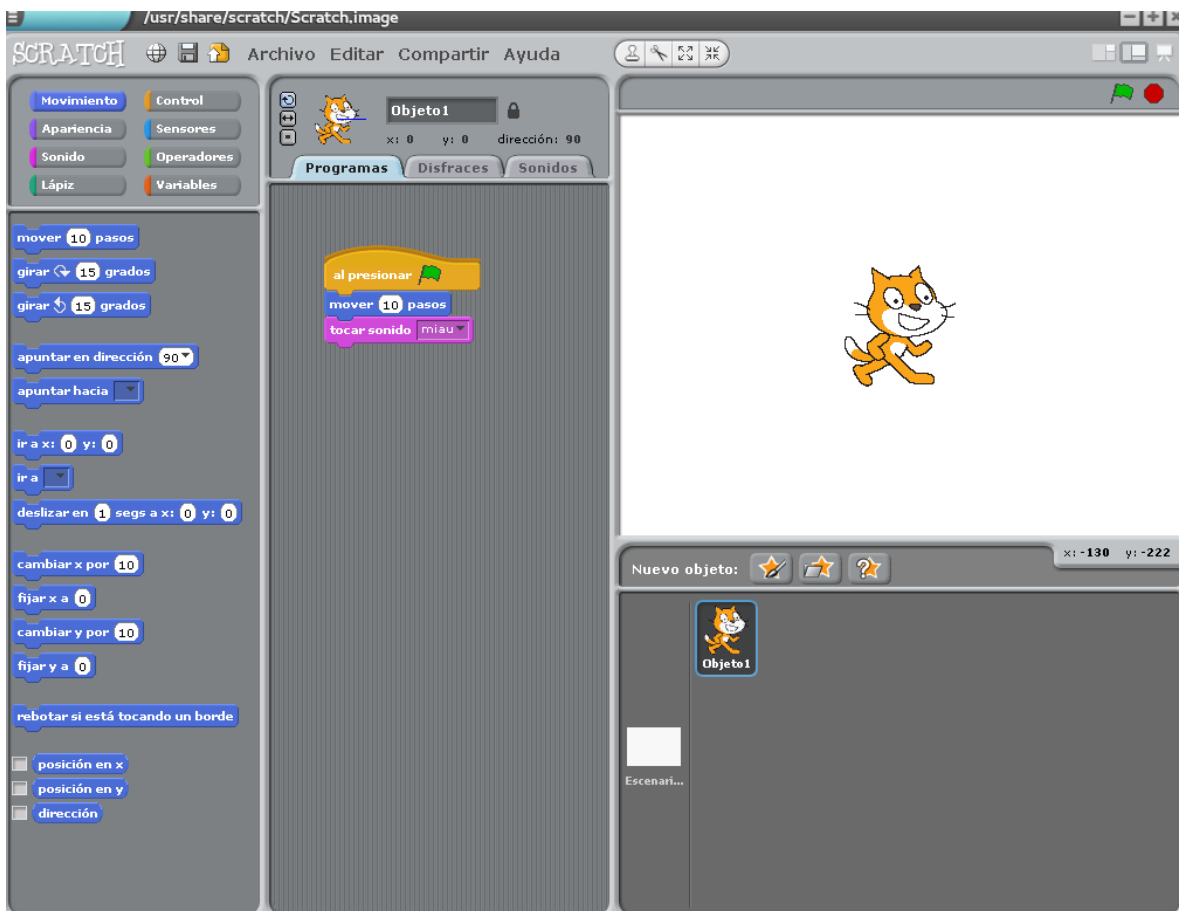 /usr/share/scratch/Scratch.image
SCRATCH Archivo Editar Compartir Ayuda
Movimiento Control
Apariencia Sensores
Sonido Operadores
Lápiz Variables
mover 10 pasos
girar 15 grados
girar 15 grados
apuntar en dirección 90
apuntar hacia
ir a x: 0 y: 0
ir a
deslizar en 1 segs a x: 0 y: 0
cambiar x por 10
fijar x a 0
cambiar y por 10
fijar y a 0
rebotar si está tocando un borde
posición en x
posición en y
dirección
Objeto1
x: 0 y: 0 dirección: 90
Programas Disfraces Sonidos
al presionar
mover 10 pasos
tocar sonido miau
x: -130 y: -222
Nuevo objeto:
Objeto1
Escenari...